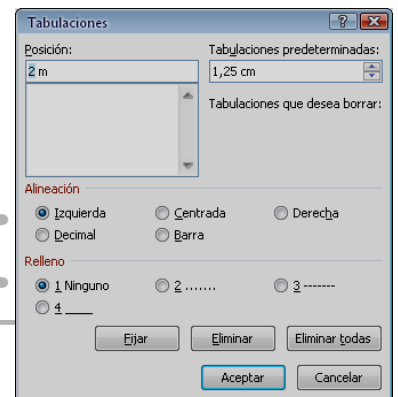 Tabulaciones
Posición:
Tabulaciones predeterminadas:
2 m
1,25 cm
Tabulaciones que desea borrar:
Alineación
Izquierda
Centrada
Derecha
Decimal
Barra
Relleno
1 Ninguno
2 .......
3 -------
4 ____
Fijar
Eliminar
Eliminar todas
Aceptar
Cancelar